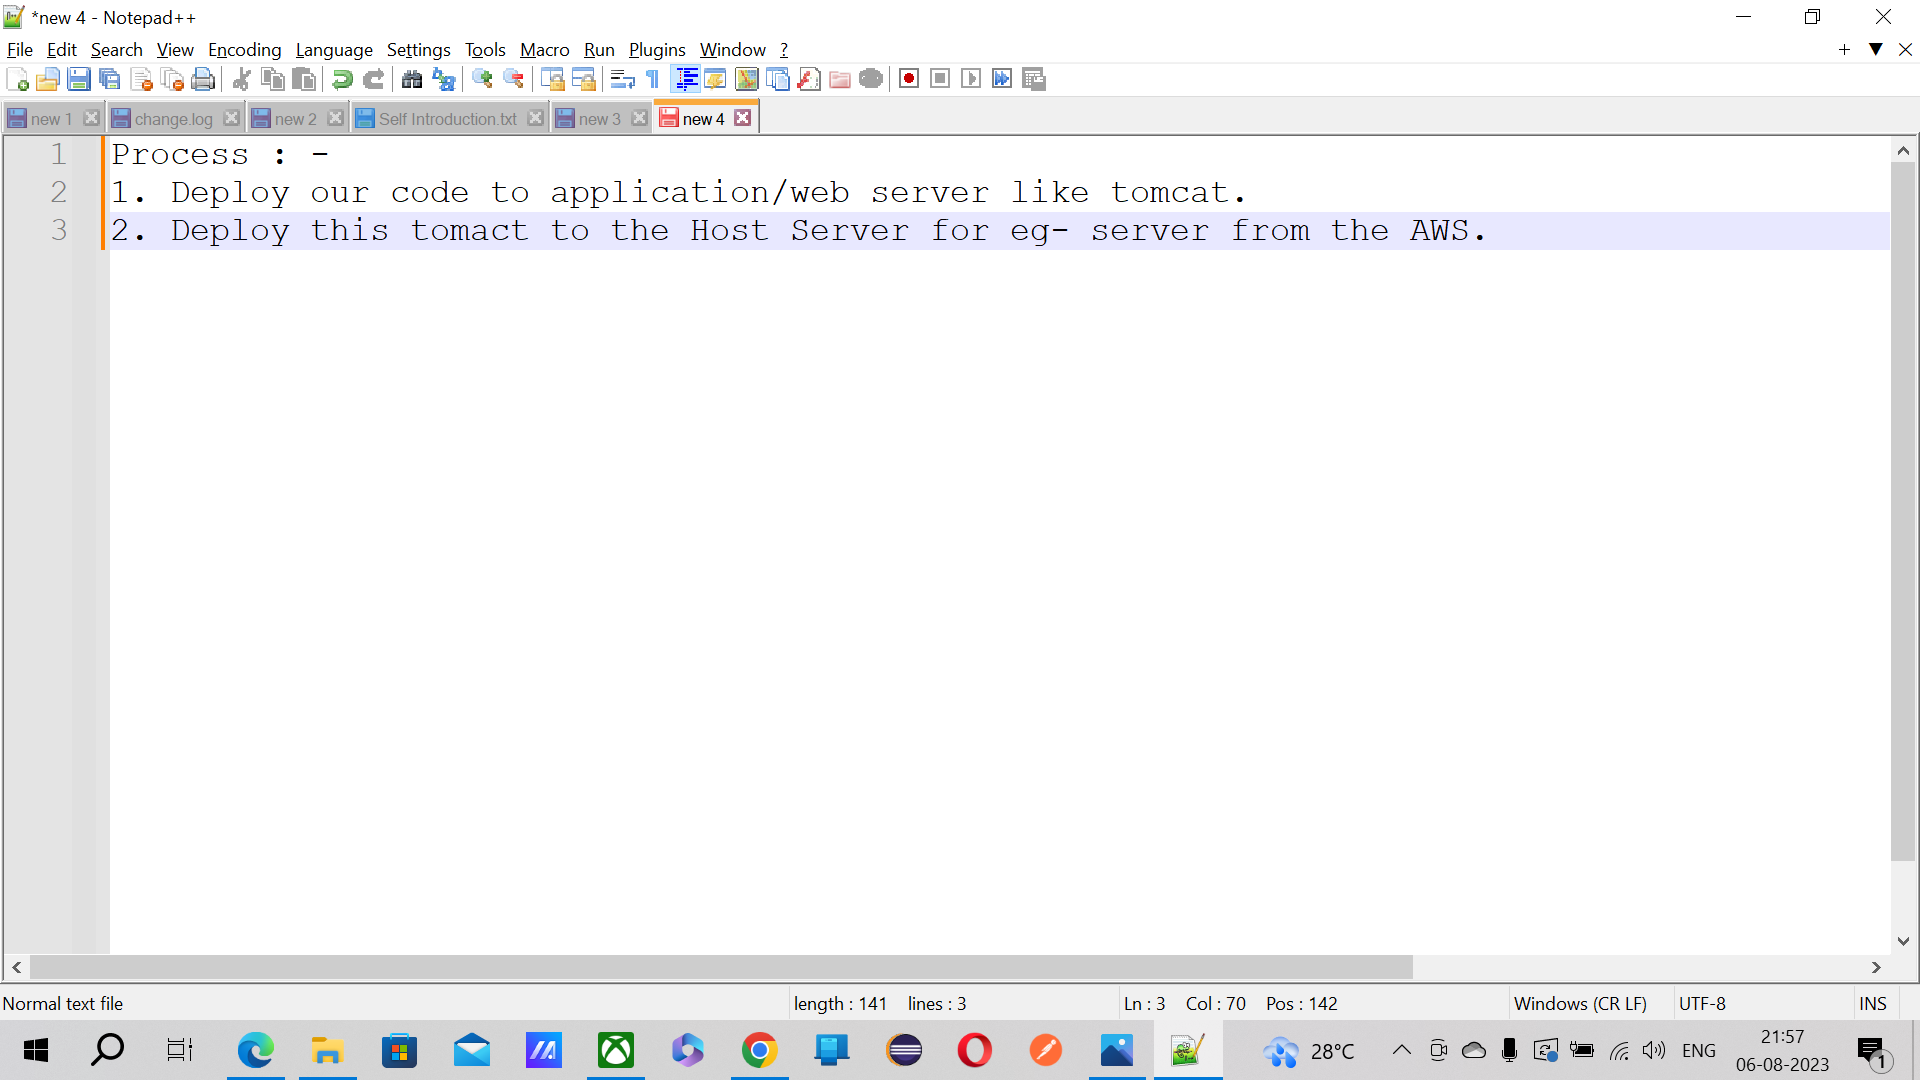 *new 4 - Notepad++
File Edit Search View Encoding Language Settings Tools Macro Run Plugins Window ?
new 1 change.log new 2 Self Introduction.txt new 3 new 4
1 Process : -
2 1. Deploy our code to application/web server like tomcat.
3 2. Deploy this tomact to the Host Server for eg- server from the AWS.
Normal text file length : 141 lines : 3 Ln : 3 Col : 70 Pos : 142 Windows (CR LF) UTF-8 INS
28°C ENG 21:57
06-08-2023 1